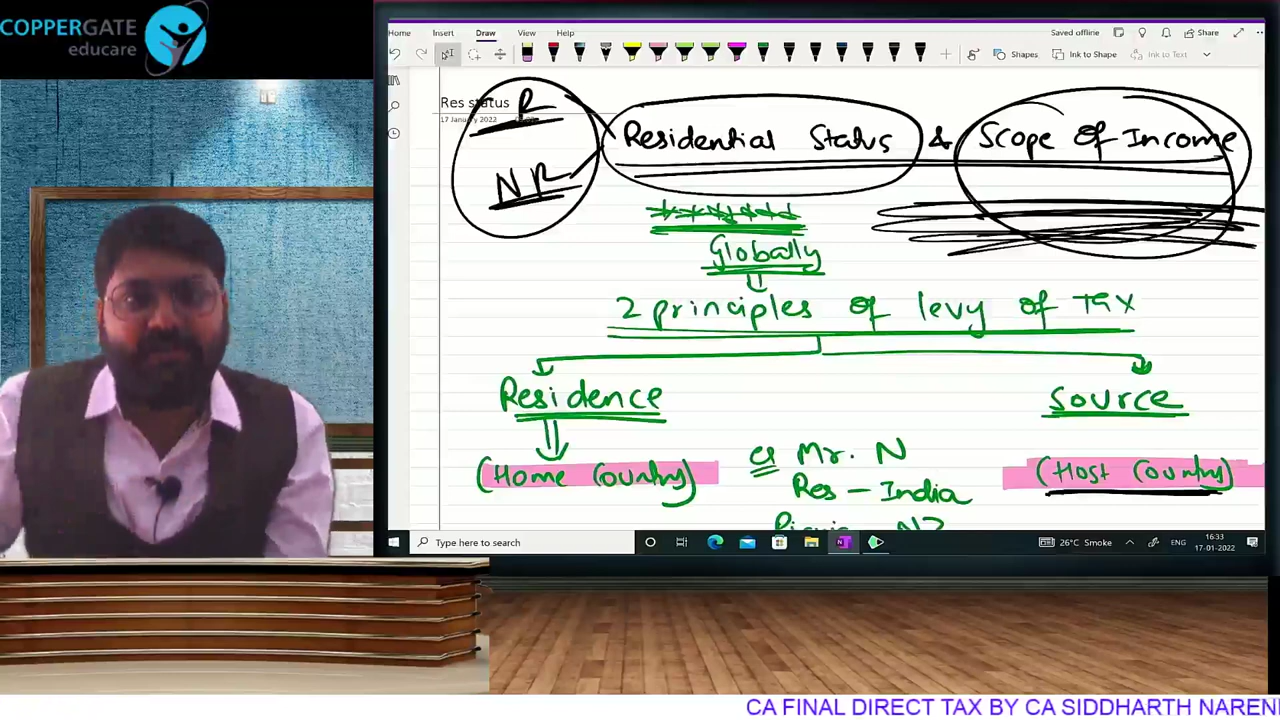 COPPERGATE
educare
Home Insert Draw View Help
Saved offline
Share
Shapes
Ink to Shape
Ink to Text
Res status
17 January 2022
R
NR
Residential Status & Scope of Income
Globally
2 principles of levy of Tax
Residence
Source
(Home Country)
(Host Country)
eg Mr. N
Res - India
Type here to search
26°C Smoke
ENG
16:33
17-01-2022
CA FINAL DIRECT TAX BY CA SIDDHARTH NAREN